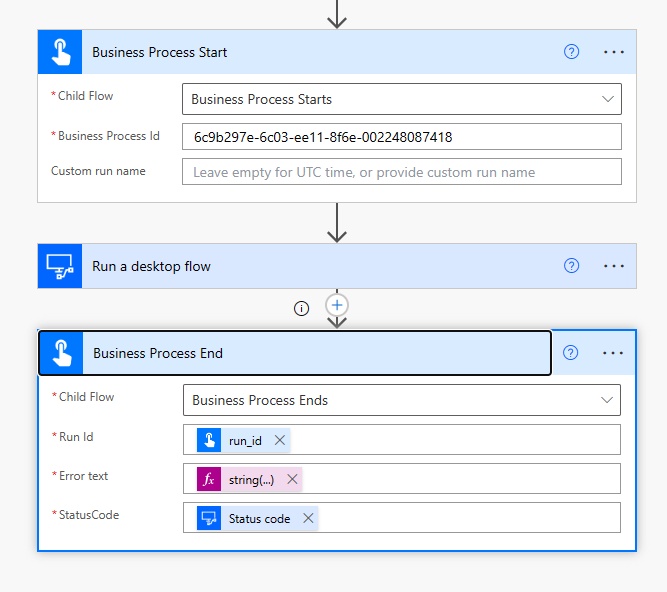 Business Process Start
* Child Flow
Business Process Starts
* Business Process Id
6c9b297e-6c03-ee11-8f6e-002248087418
Custom run name
Leave empty for UTC time, or provide custom run name
Run a desktop flow
Business Process End
* Child Flow
Business Process Ends
* Run Id
run_id
* Error text
fx string(...)
* StatusCode
Status code